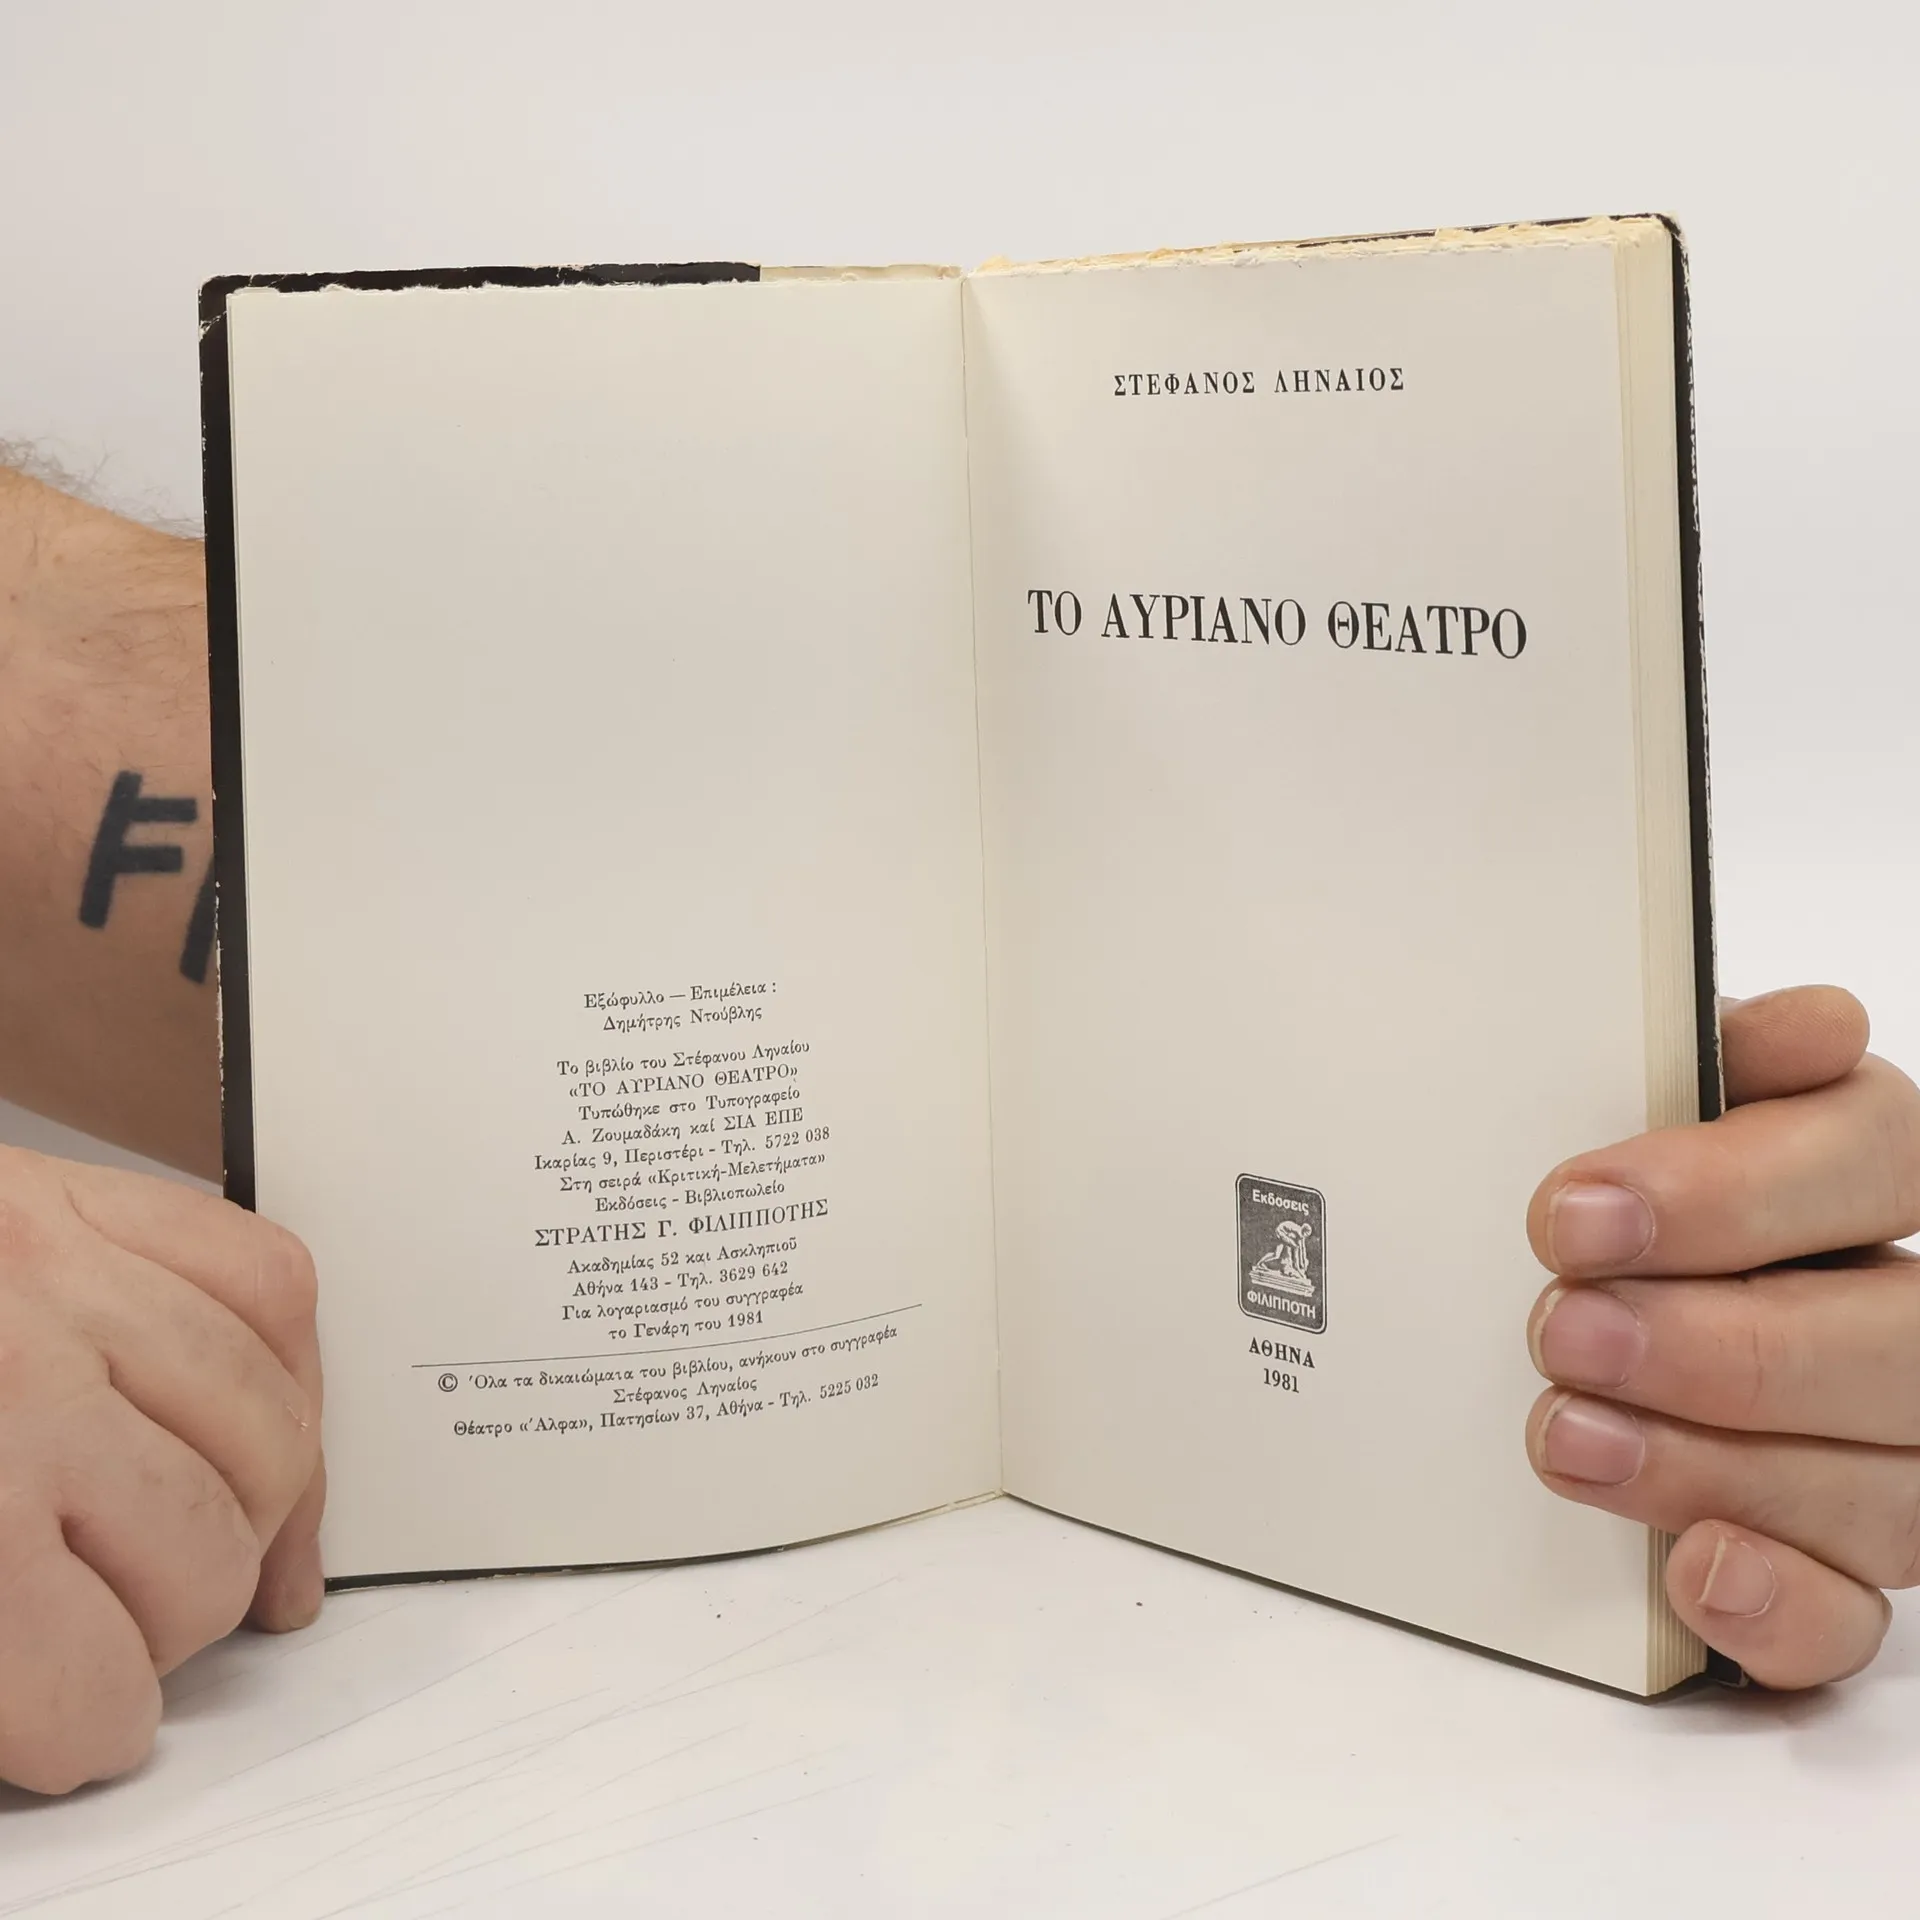 Εξώφυλλο — Επιμέλεια :
Δημήτρης Ντούβλης
Το βιβλίο του Στέφανου Ληναίου
«ΤΟ ΑΥΡΙΑΝΟ ΘΕΑΤΡΟ»
Τυπώθηκε στο Τυπογραφείο
Α. Ζουμαδάκη καί ΣΙΑ ΕΠΕ
Ικαρίας 9, Περιστέρι - Τηλ. 5722 038
Στη σειρά «Κριτική-Μελετήματα»
Εκδόσεις - Βιβλιοπωλείο
ΣΤΡΑΤΗΣ Γ. ΦΙΛΙΠΠΟΤΗΣ
Ακαδημίας 52 και Ασκληπιοῦ
Αθήνα 143 - Τηλ. 3629 642
Για λογαριασμό του συγγραφέα
το Γενάρη του 1981
© Όλα τα δικαιώματα του βιβλίου, ανήκουν στο συγγραφέα
Στέφανος Ληναίος
Θέατρο «Άλφα», Πατησίων 37, Αθήνα - Τηλ. 5225 032
ΣΤΕΦΑΝΟΣ ΛΗΝΑΙΟΣ
ΤΟ ΑΥΡΙΑΝΟ ΘΕΑΤΡΟ
Εκδοσεις
ΦΙΛΙΠΠΟΤΗ
ΑΘΗΝΑ
1981